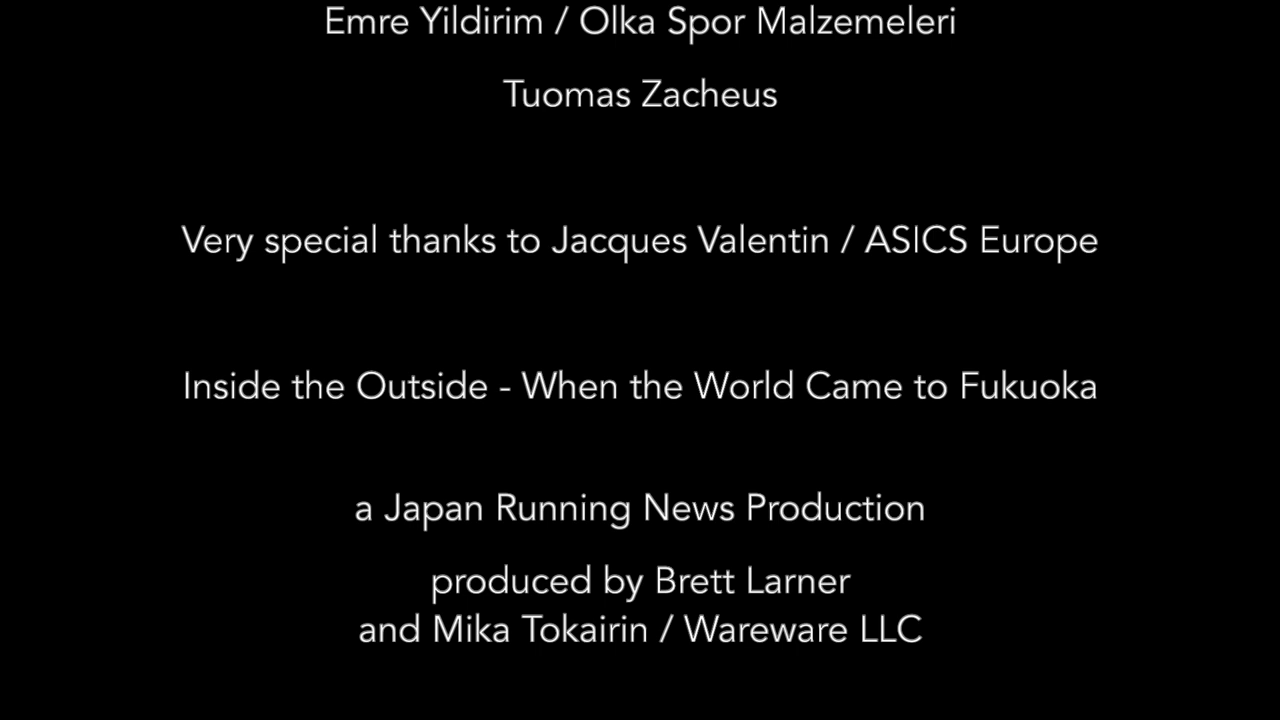 Emre Yildirim / Olka Spor Malzemeleri
Tuomas Zacheus
Very special thanks to Jacques Valentin / ASICS Europe
Inside the Outside - When the World Came to Fukuoka
a Japan Running News Production
produced by Brett Larner
and Mika Tokairin / Wareware LLC